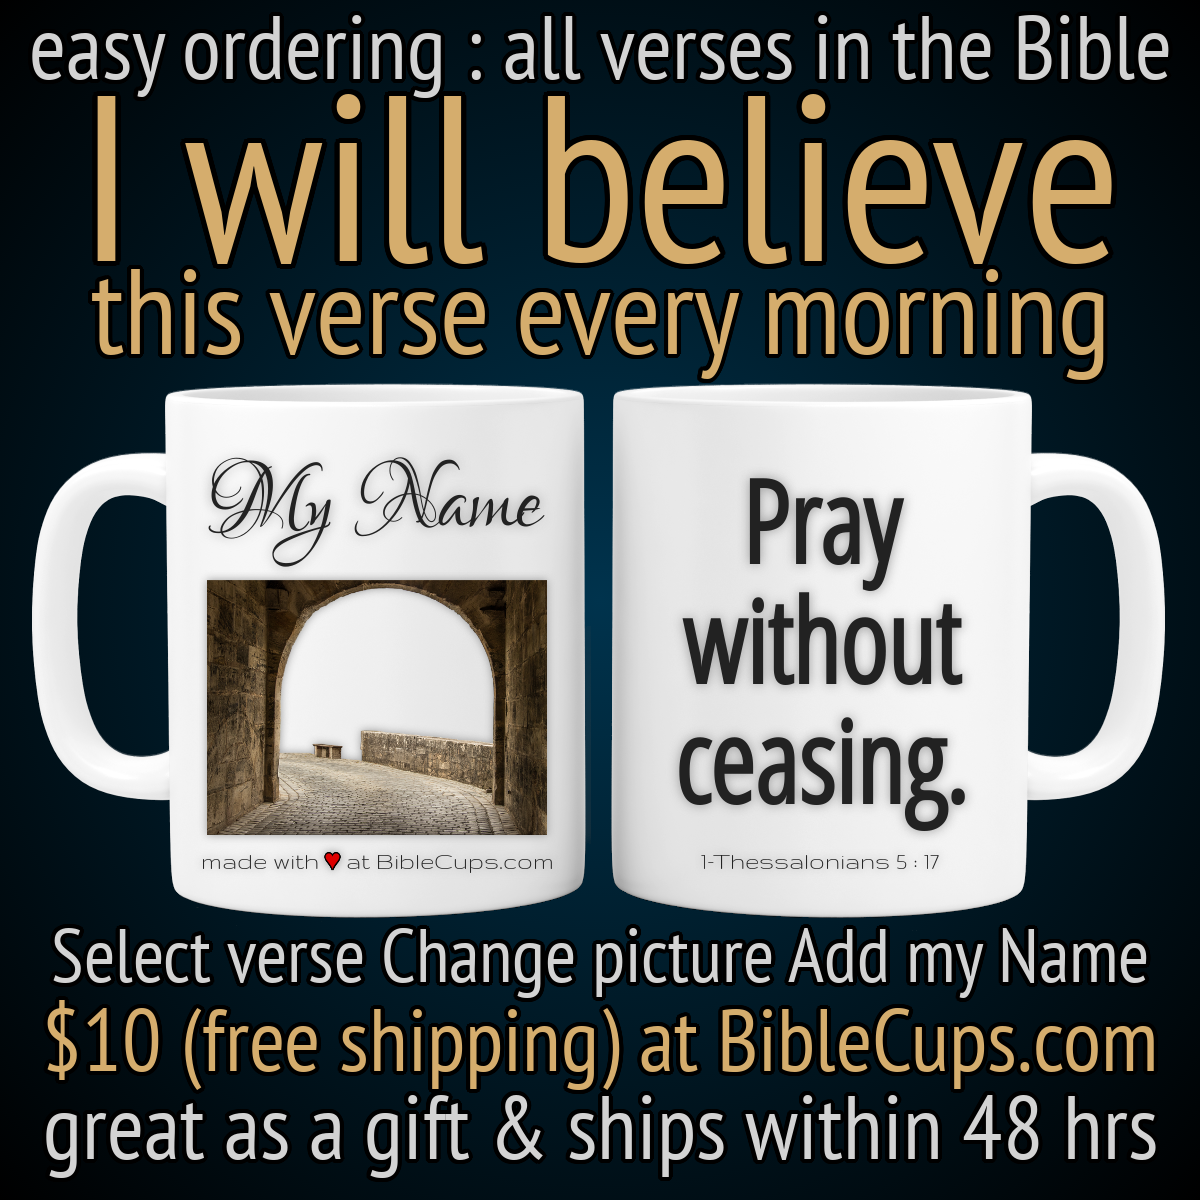 easy ordering : all verses in the Bible
I will believe
this verse every morning
My Name
made with ♥ at BibleCups.com
Pray
without
ceasing.
1-Thessalonians 5 : 17
Select verse Change picture Add my Name
$10 (free shipping) at BibleCups.com
great as a gift & ships within 48 hrs